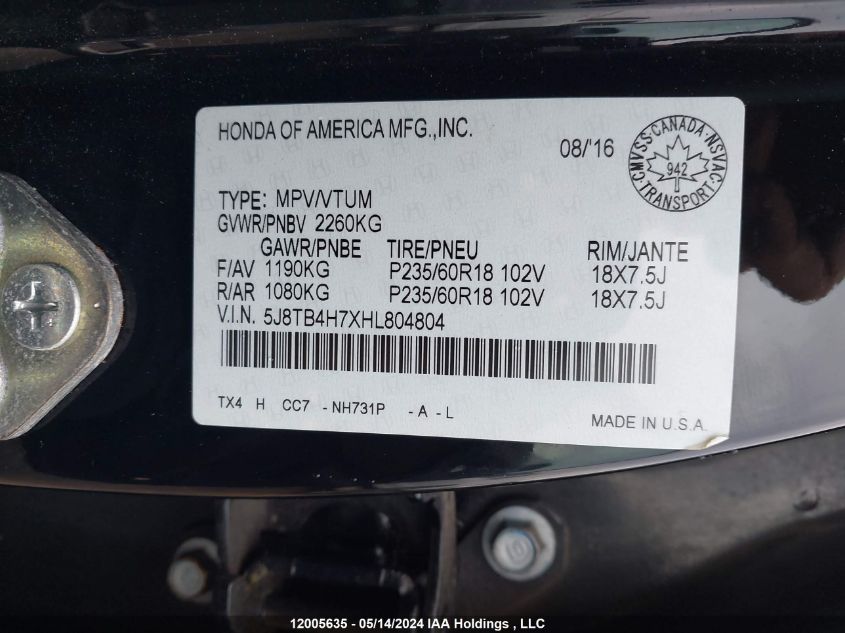 HONDA OF AMERICA MFG.,INC.
08/'16
CMVSS·CANADA·NSVAC
942
TRANSPORT
TYPE: MPV/VTUM
GVWR/PNBV 2260KG
GAWR/PNBE TIRE/PNEU RIM/JANTE
F/AV 1190KG P235/60R18 102V 18X7.5J
R/AR 1080KG P235/60R18 102V 18X7.5J
V.I.N. 5J8TB4H7XHL804804
TX4 H CC7 - NH731P - A - L
MADE IN U.S.A.
12005635 - 05/14/2024 IAA Holdings , LLC